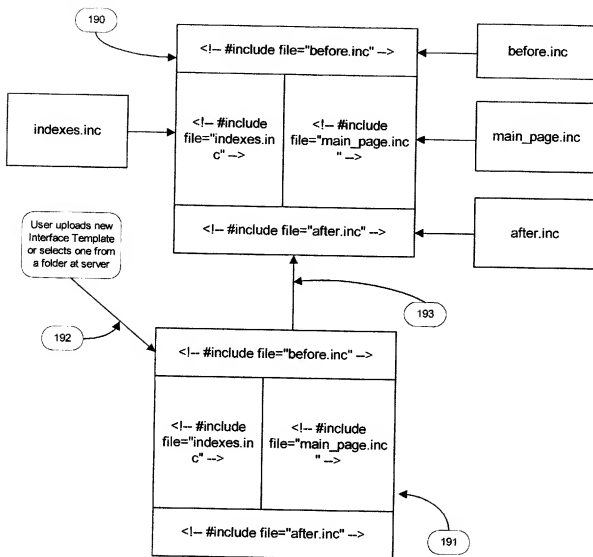 190
<!-- #include file="before.inc" -->
before.inc
indexes.inc
<!-- #include
file="indexes.in
c" -->
<!-- #include
file="main_page.inc
" -->
main_page.inc
<!-- #include file="after.inc" -->
after.inc
User uploads new
Interface Template
or selects one from
a folder at server
193
192
<!-- #include file="before.inc" -->
<!-- #include
file="indexes.in
c" -->
<!-- #include
file="main_page.inc
" -->
<!-- #include file="after.inc" -->
191